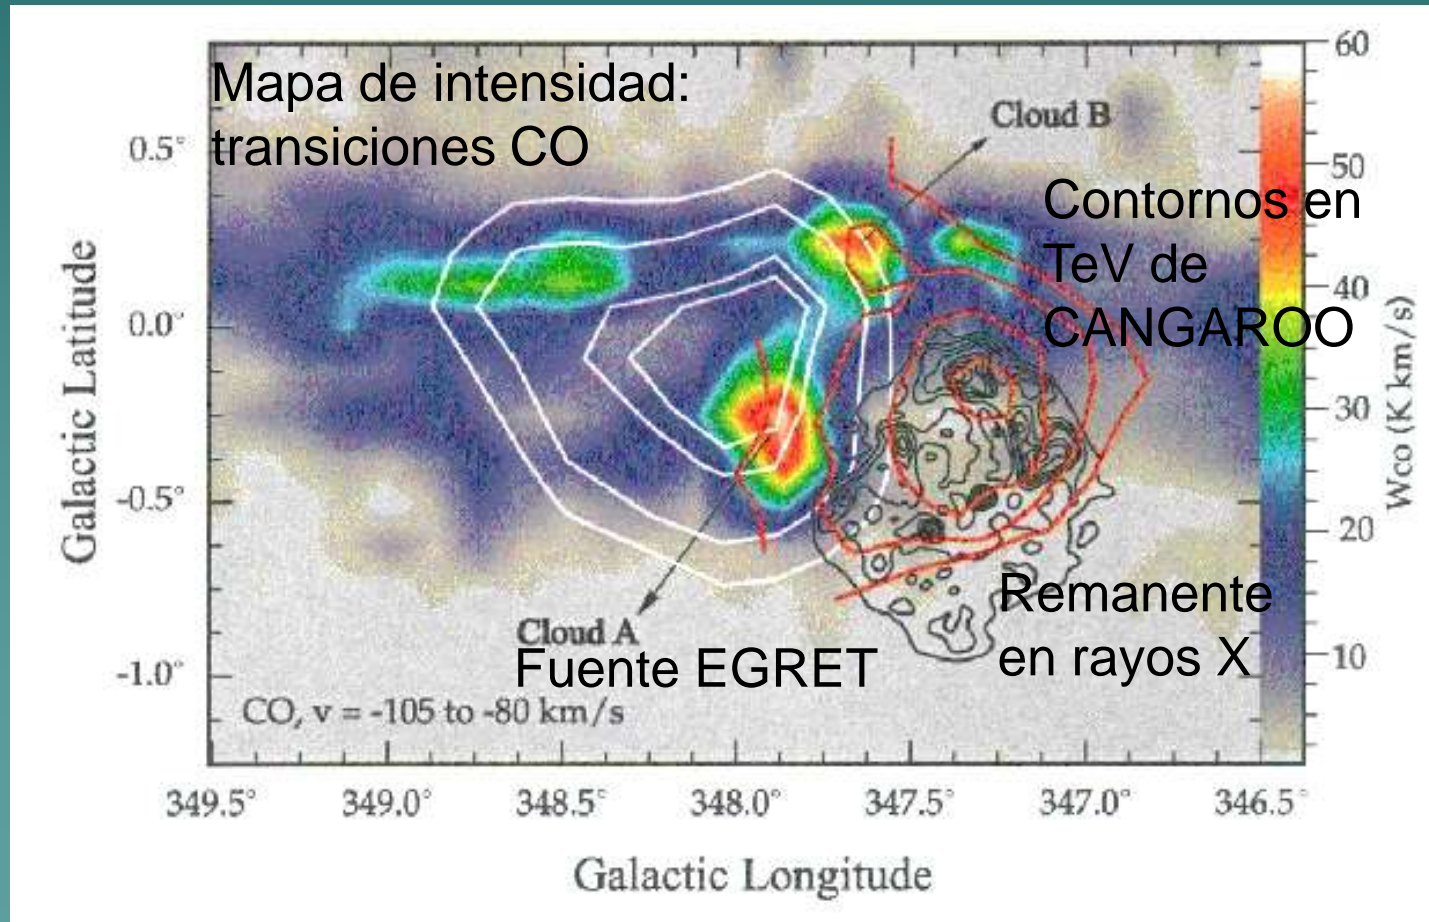 Mapa de intensidad:
transiciones CO
Cloud B
Contornos en
TeV de
CANGAROO
Cloud A
Fuente EGRET
Remanente
en rayos X
CO, v = -105 to -80 km/s
Galactic Latitude
0.5°
0.0°
-0.5°
-1.0°
349.5°
349.0°
348.5°
348.0°
347.5°
347.0°
346.5°
Galactic Longitude
60
50
40
30
20
10
Wco (K km/s)